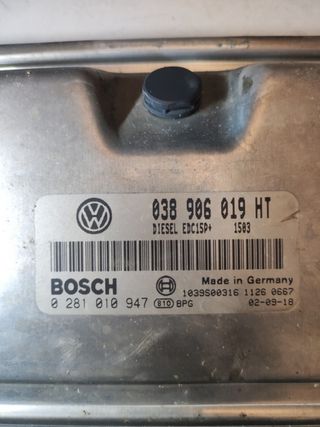 038 906 019 HT
DIESEL EDC15P+ 1503
BOSCH Made in Germany
1039S00316 1126 0667
0 281 010 947 810 BPG 02-09-18